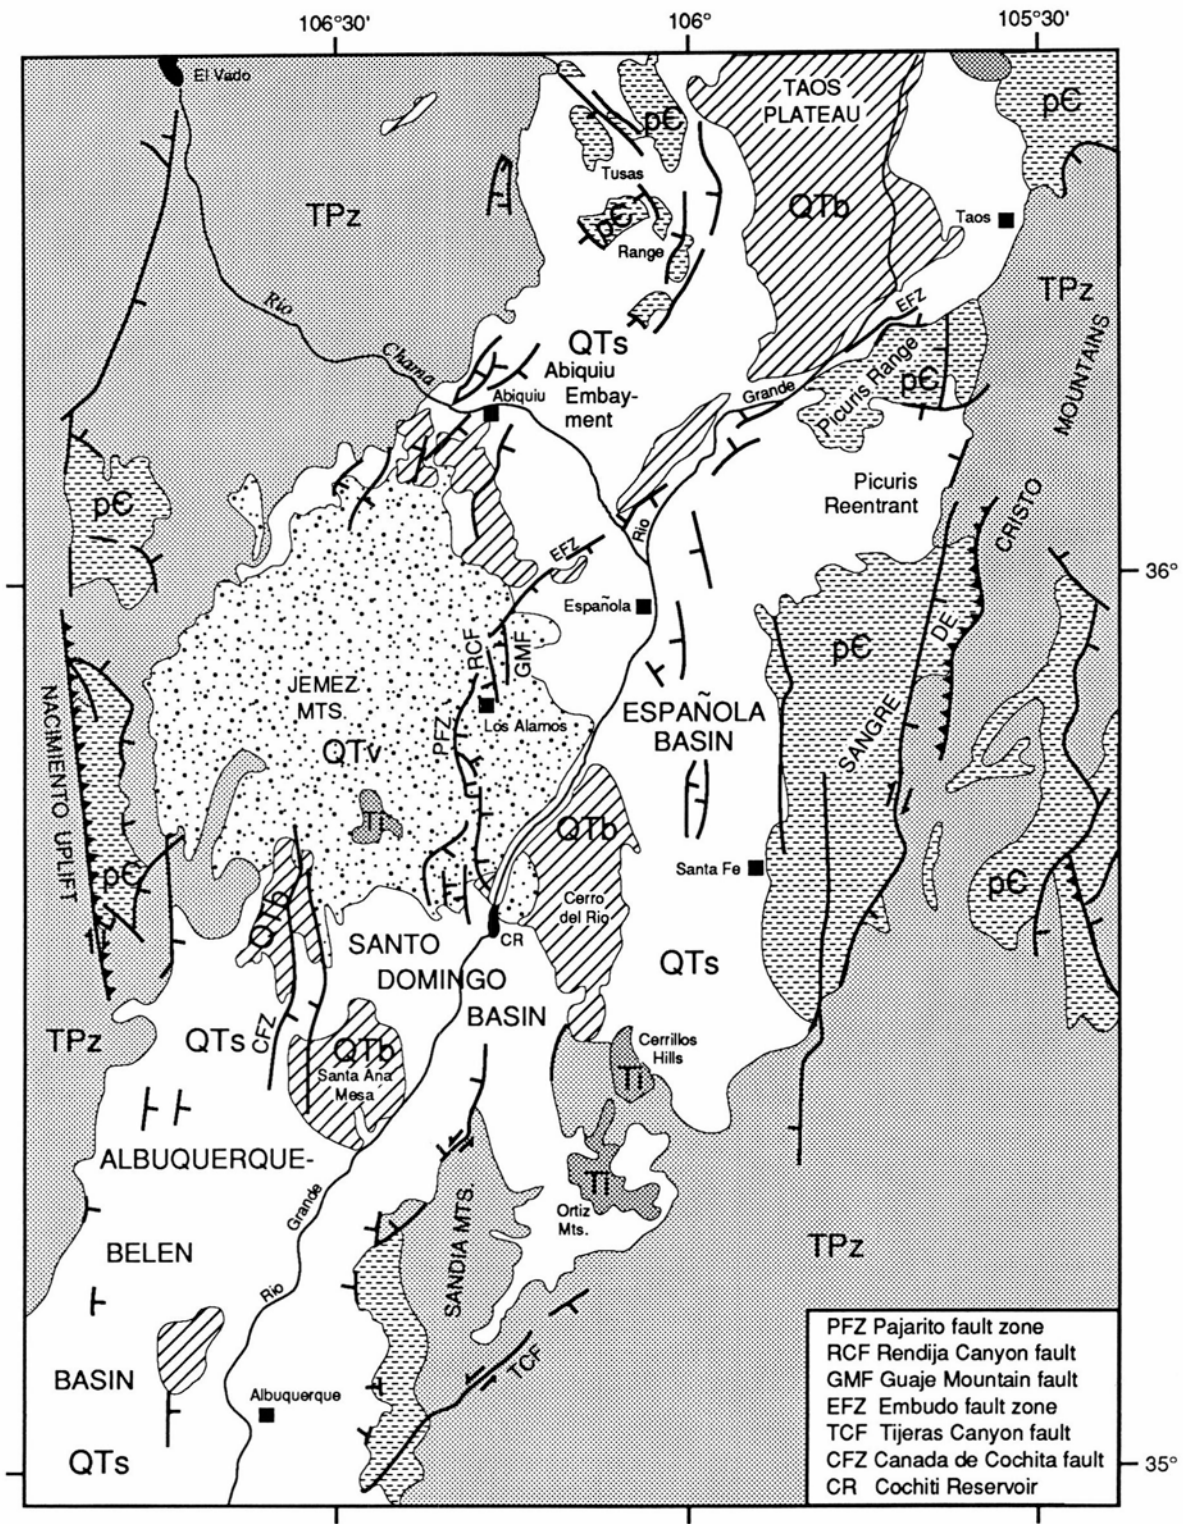 106°30'
106°
105°30'
El Vado
TAOS
PLATEAU
pЄ
pЄ
Tusas
TPz
pЄ
QTb
Taos
Range
Rio
EFZ
TPz
QTs
Chama
Abiquiu
Embay-
ment
Abiquiu
Grande
Picuris Range
pЄ
MOUNTAINS
Picuris
Reentrant
pЄ
CRISTO
Rio
EFZ
36°
Española
RCF
GMF
pЄ
DE
JEMEZ
MTS.
ESPAÑOLA
BASIN
SANGRE
NACIMIENTO UPLIFT
PFZ
Los Alamos
QTv
Ti
QTb
Santa Fe
pЄ
pЄ
Cerro
del Rio
QTb
SANTO
DOMINGO
BASIN
CR
QTs
TPz
QTs
CFZ
QTb
Santa Ana
Mesa
Cerrillos
Hills
Ti
ALBUQUERQUE-
Ti
Grande
SANDIA MTS.
Ortiz
Mts.
BELEN
TPz
Rio
BASIN
TCF
Albuquerque
QTs
35°
PFZ Pajarito fault zone
RCF Rendija Canyon fault
GMF Guaje Mountain fault
EFZ Embudo fault zone
TCF Tijeras Canyon fault
CFZ Canada de Cochita fault
CR Cochiti Reservoir